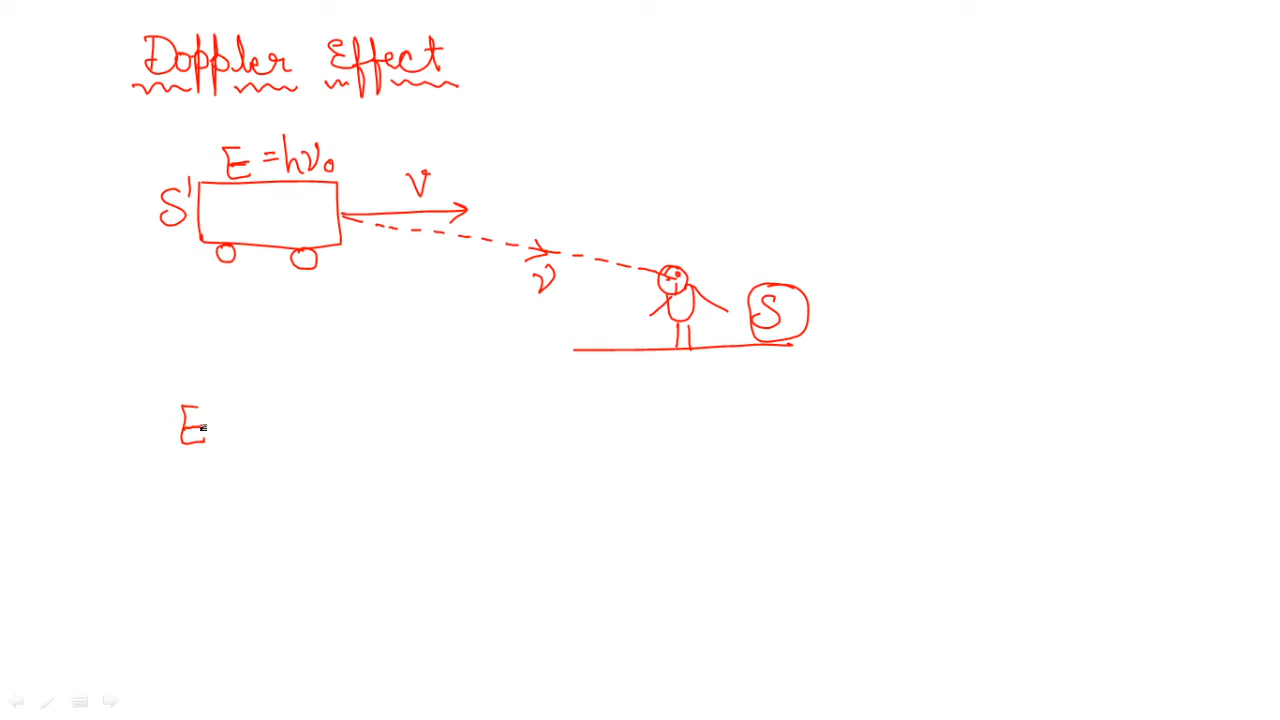 Doppler Effect
E = hν₀
S'
V
ν
S
E